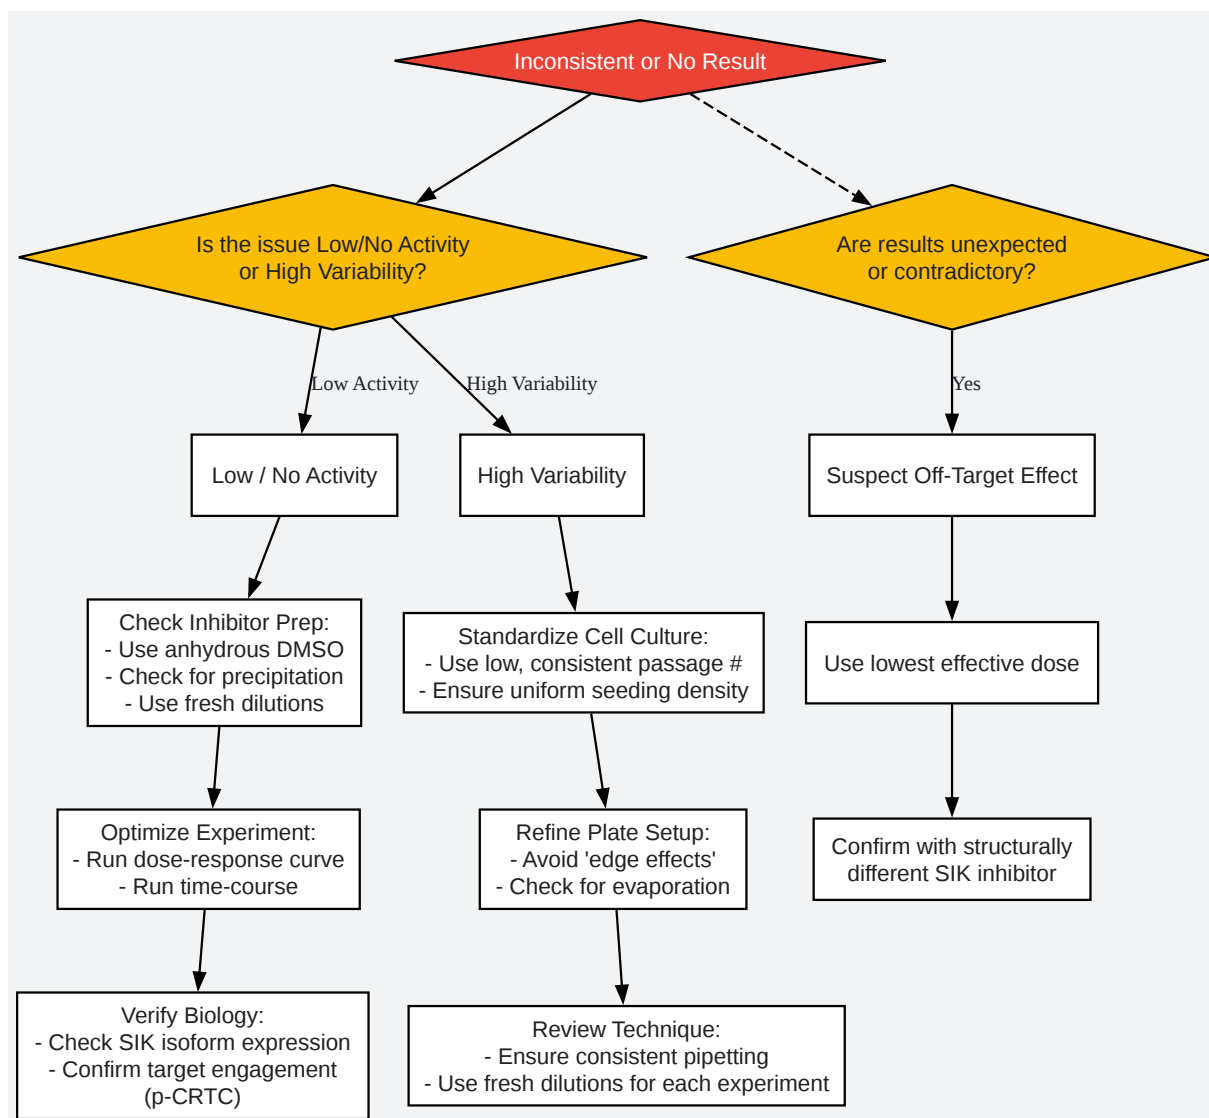 Inconsistent or No Result
Is the issue Low/No Activity
or High Variability?
Are results unexpected
or contradictory?
Low Activity
High Variability
Yes
Low / No Activity
High Variability
Suspect Off-Target Effect
Check Inhibitor Prep:
- Use anhydrous DMSO
- Check for precipitation
- Use fresh dilutions
Standardize Cell Culture:
- Use low, consistent passage #
- Ensure uniform seeding density
Use lowest effective dose
Optimize Experiment:
- Run dose-response curve
- Run time-course
Refine Plate Setup:
- Avoid 'edge effects'
- Check for evaporation
Confirm with structurally
different SIK inhibitor
Verify Biology:
- Check SIK isoform expression
- Confirm target engagement
(p-CRTC)
Review Technique:
- Ensure consistent pipetting
- Use fresh dilutions for each experiment